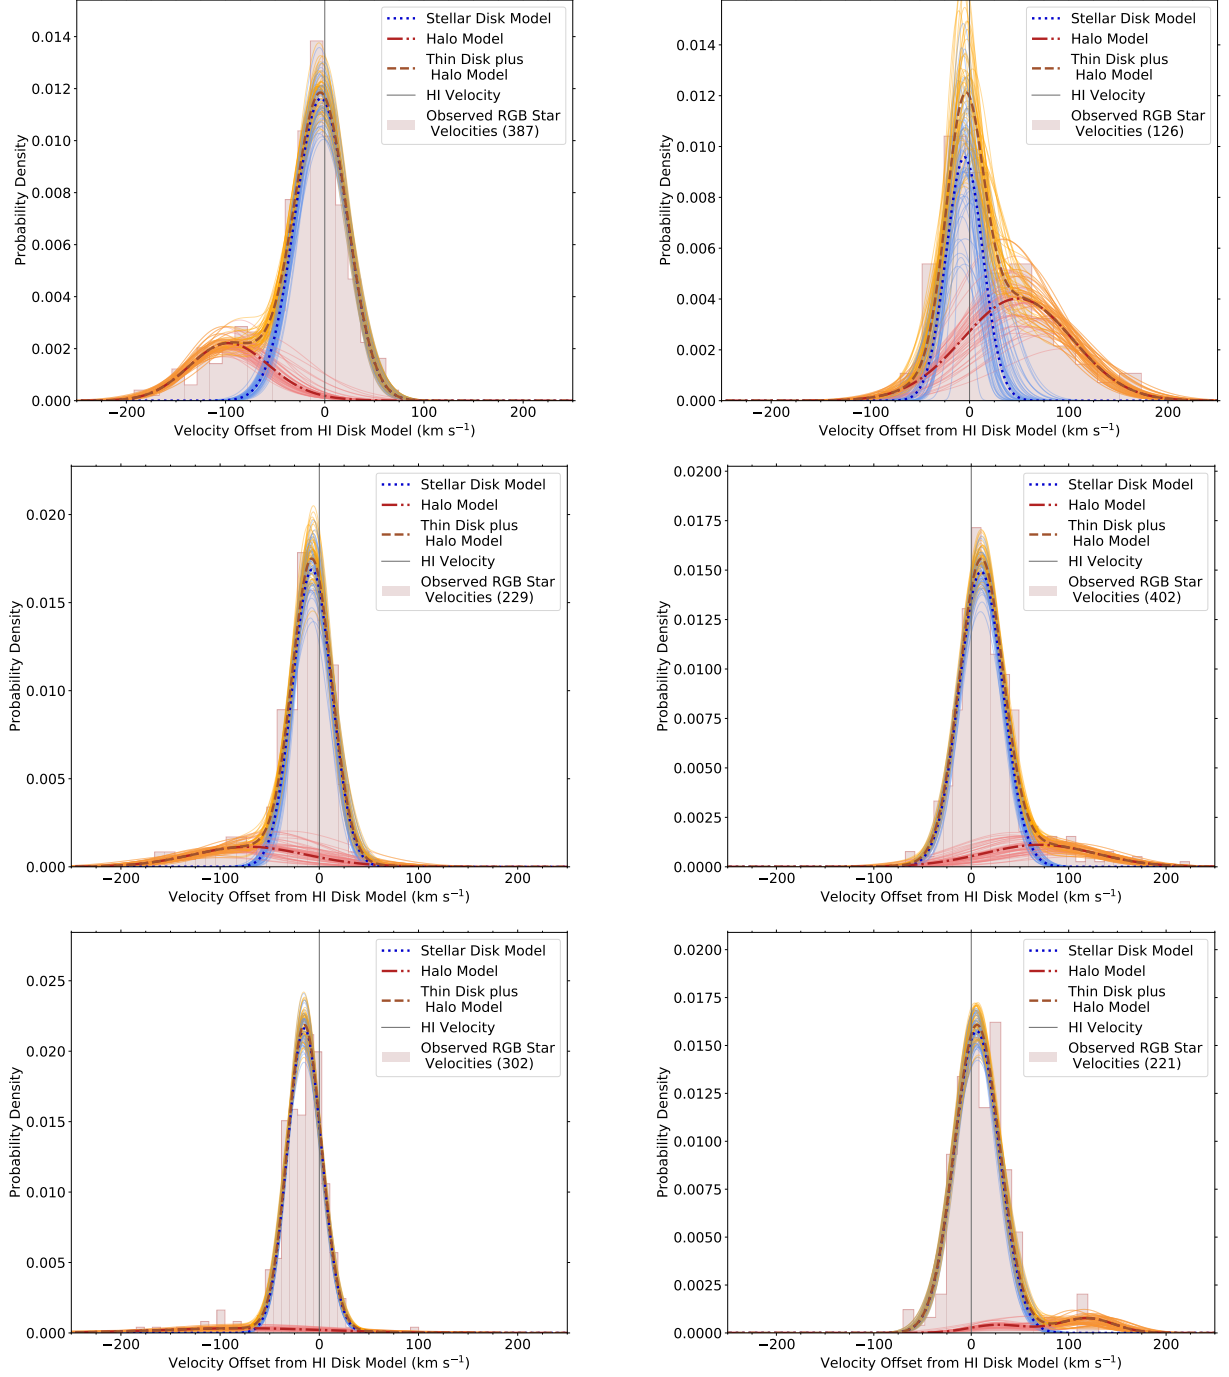 0.014
0.012
0.010
0.008
0.006
0.004
0.002
0.000
Probability Density
Stellar Disk Model
Halo Model
Thin Disk plus
Halo Model
HI Velocity
Observed RGB Star
Velocities (387)
−200 −100 0 100 200
Velocity Offset from HI Disk Model (km s⁻¹)
0.014
0.012
0.010
0.008
0.006
0.004
0.002
0.000
Probability Density
Stellar Disk Model
Halo Model
Thin Disk plus
Halo Model
HI Velocity
Observed RGB Star
Velocities (126)
−200 −100 0 100 200
Velocity Offset from HI Disk Model (km s⁻¹)
0.020
0.015
0.010
0.005
0.000
Probability Density
Stellar Disk Model
Halo Model
Thin Disk plus
Halo Model
HI Velocity
Observed RGB Star
Velocities (229)
−200 −100 0 100 200
Velocity Offset from HI Disk Model (km s⁻¹)
0.0200
0.0175
0.0150
0.0125
0.0100
0.0075
0.0050
0.0025
0.0000
Probability Density
Stellar Disk Model
Halo Model
Thin Disk plus
Halo Model
HI Velocity
Observed RGB Star
Velocities (402)
−200 −100 0 100 200
Velocity Offset from HI Disk Model (km s⁻¹)
0.025
0.020
0.015
0.010
0.005
0.000
Probability Density
Stellar Disk Model
Halo Model
Thin Disk plus
Halo Model
HI Velocity
Observed RGB Star
Velocities (302)
−200 −100 0 100 200
Velocity Offset from HI Disk Model (km s⁻¹)
0.0200
0.0175
0.0150
0.0125
0.0100
0.0075
0.0050
0.0025
0.0000
Probability Density
Stellar Disk Model
Halo Model
Thin Disk plus
Halo Model
HI Velocity
Observed RGB Star
Velocities (221)
−200 −100 0 100 200
Velocity Offset from HI Disk Model (km s⁻¹)